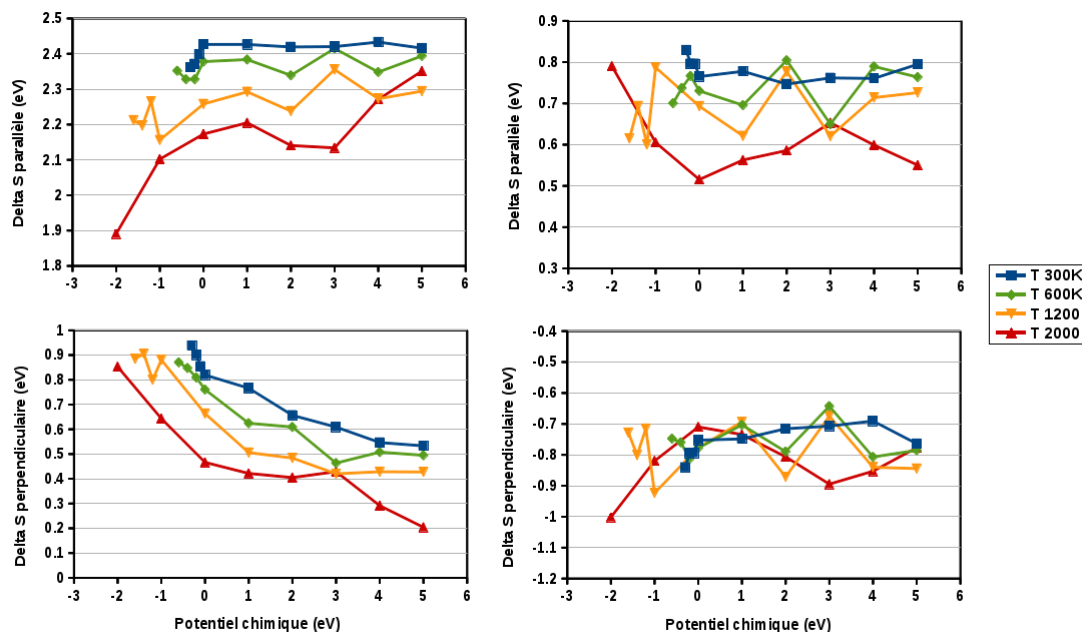 2.5
2.4
2.3
2.2
2.1
2
1.9
1.8
Delta S parallèle (eV)
-3 -2 -1 0 1 2 3 4 5 6
0.9
0.8
0.7
0.6
0.5
0.4
0.3
Delta S parallèle (eV)
-3 -2 -1 0 1 2 3 4 5 6
T 300K
T 600K
T 1200
T 2000
1
0.9
0.8
0.7
0.6
0.5
0.4
0.3
0.2
0.1
0
Delta S perpendiculaire (eV)
-3 -2 -1 0 1 2 3 4 5 6
Potentiel chimique (eV)
-0.4
-0.5
-0.6
-0.7
-0.8
-0.9
-1
-1.1
-1.2
Delta S perpendiculaire (eV)
-3 -2 -1 0 1 2 3 4 5 6
Potentiel chimique (eV)